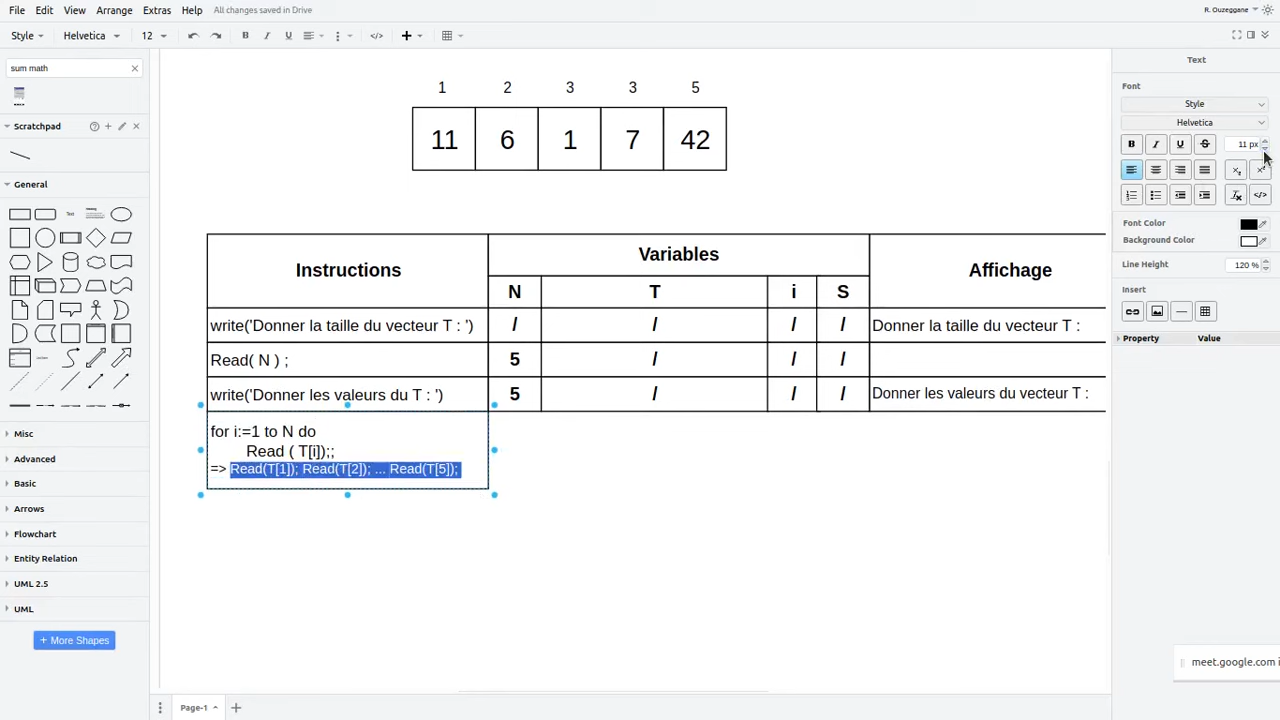 File Edit View Arrange Extras Help All changes saved in Drive R. Ouzeggane
Style Helvetica 12 B I U
sum math
Scratchpad
General
Text
Misc
Advanced
Basic
Arrows
Flowchart
Entity Relation
UML 2.5
UML
+ More Shapes
1 2 3 3 5
11 6 1 7 42
Instructions Variables Affichage
N T i S
write('Donner la taille du vecteur T : ') / / / / Donner la taille du vecteur T :
Read( N ) ; 5 / / /
write('Donner les valeurs du T : ') 5 / / / Donner les valeurs du vecteur T :
for i:=1 to N do
Read ( T[i]);;
=> Read(T[1]); Read(T[2]); ... Read(T[5]);
Page-1
Text
Font
Style
Helvetica
B I U S 11 px
Font Color
Background Color
Line Height 120 %
Insert
Property Value
meet.google.com i